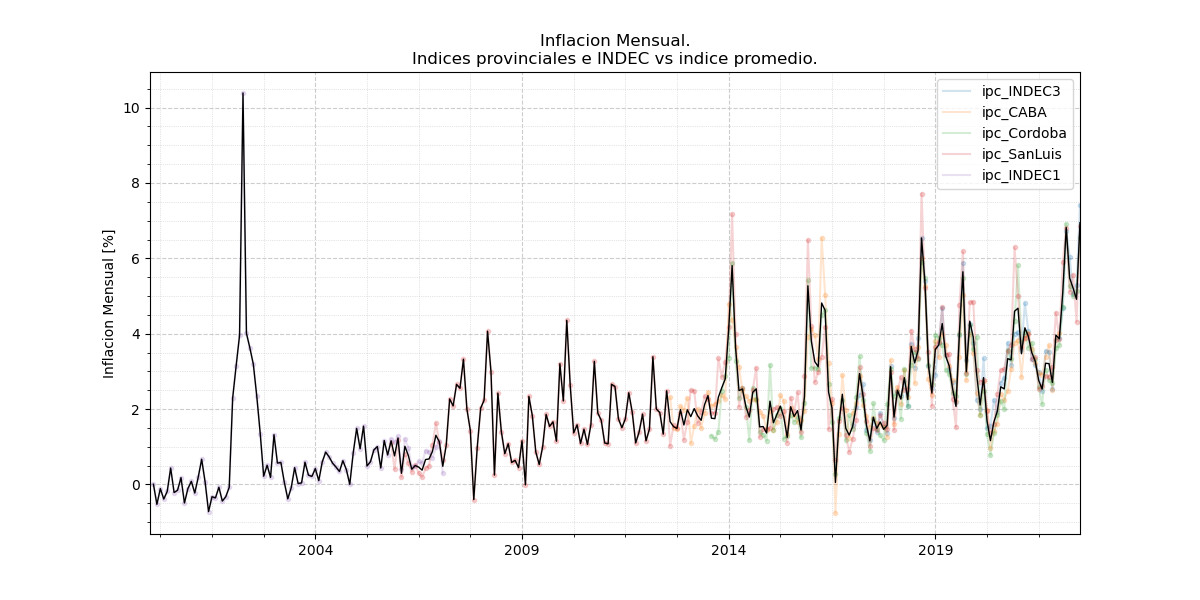 Inflacion Mensual.
Indices provinciales e INDEC vs indice promedio.
Inflacion Mensual [%]
10
8
6
4
2
0
2004
2009
2014
2019
ipc_INDEC3
ipc_CABA
ipc_Cordoba
ipc_SanLuis
ipc_INDEC1